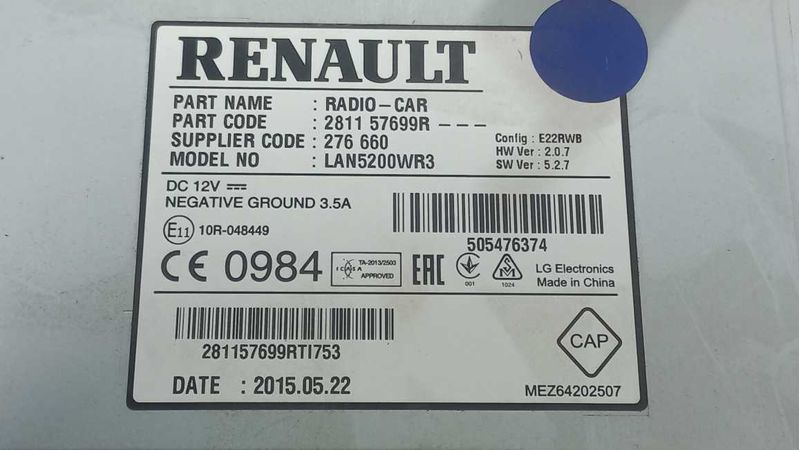 RENAULT
PART NAME : RADIO-CAR
PART CODE : 2811 57699R - - -
SUPPLIER CODE : 276 660
MODEL NO : LAN5200WR3
Config : E22RWB
HW Ver : 2.0.7
SW Ver : 5.2.7
DC 12V
NEGATIVE GROUND 3.5A
E11 10R-048449
505476374
CE 0984
ICASA
TA-2013/2503
APPROVED
EAC
001
1024
LG Electronics
Made in China
281157699RTI753
CAP
DATE : 2015.05.22
MEZ64202507